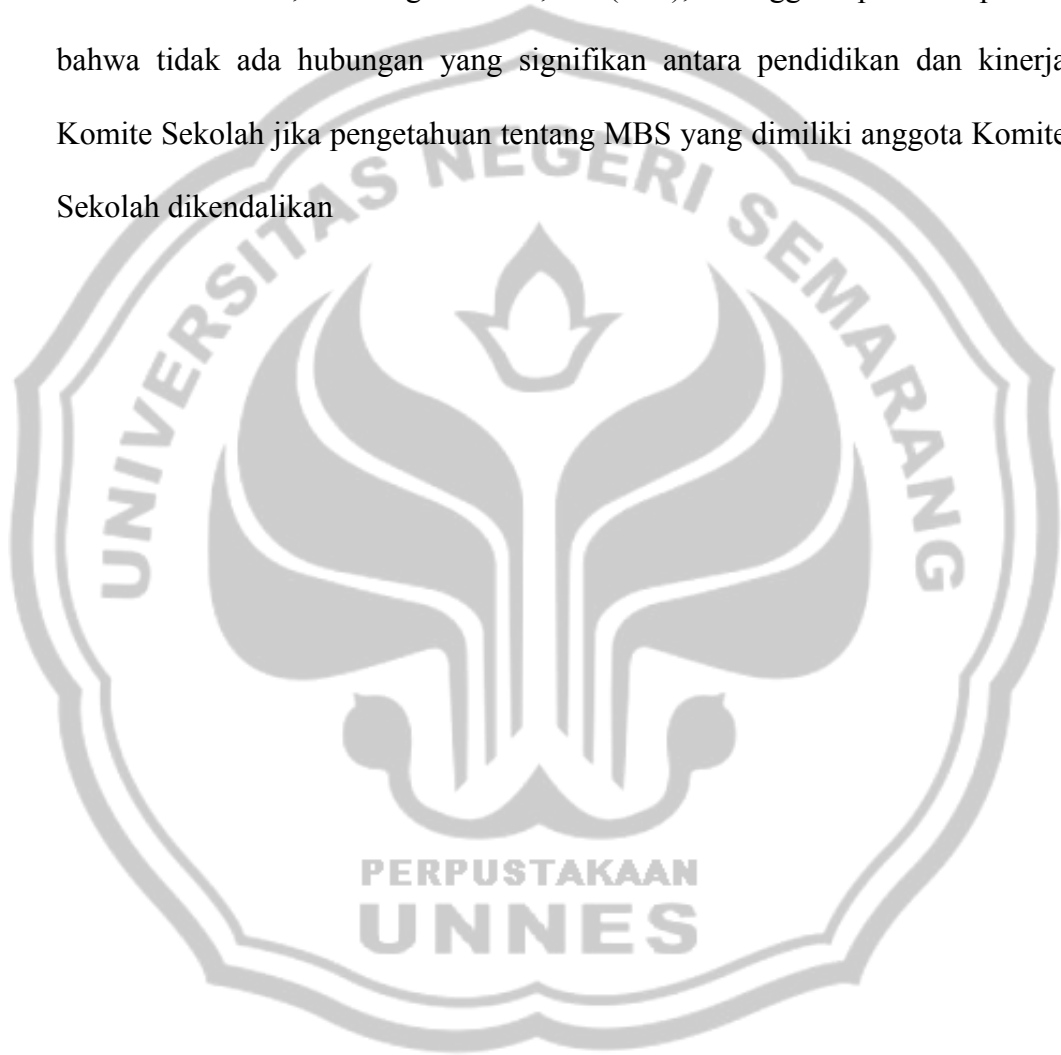 bahwa tidak ada hubungan yang signifikan antara pendidikan dan kinerja
Komite Sekolah jika pengetahuan tentang MBS yang dimiliki anggota Komite
Sekolah dikendalikan
UNIVERSITAS NEGERI SEMARANG
PERPUSTAKAAN
UNNES